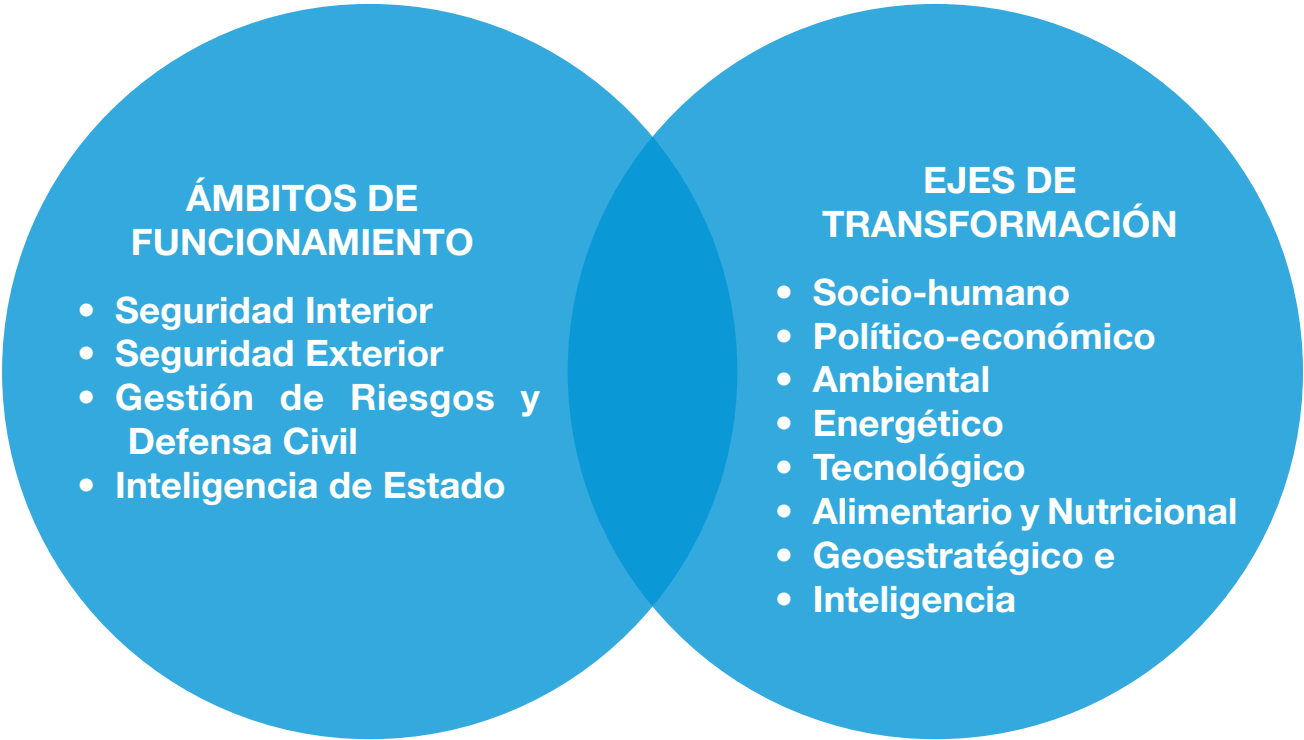 ÁMBITOS DE
FUNCIONAMIENTO
• Seguridad Interior
• Seguridad Exterior
• Gestión de Riesgos y
Defensa Civil
• Inteligencia de Estado
EJES DE
TRANSFORMACIÓN
• Socio-humano
• Político-económico
• Ambiental
• Energético
• Tecnológico
• Alimentario y Nutricional
• Geoestratégico e
• Inteligencia